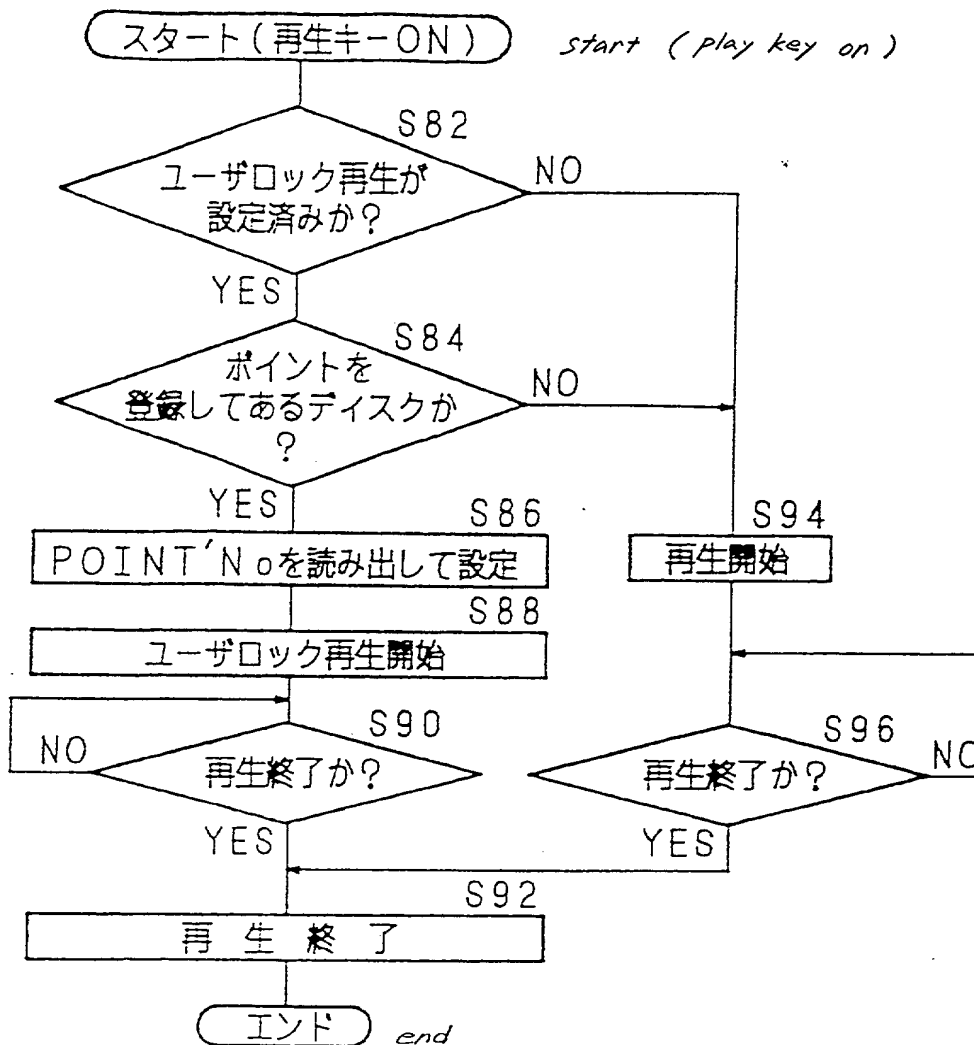 スタート(再生キーON)
start (play key on)
S82
ユーザロック再生が
設定済みか?
NO
YES
S84
ポイントを
登録してあるディスクか
?
NO
YES
S86
POINT'Noを読み出して設定
S94
再生開始
S88
ユーザロック再生開始
S90
再生終了か?
NO
YES
S96
再生終了か?
NO
YES
S92
再生終了
エンド
end